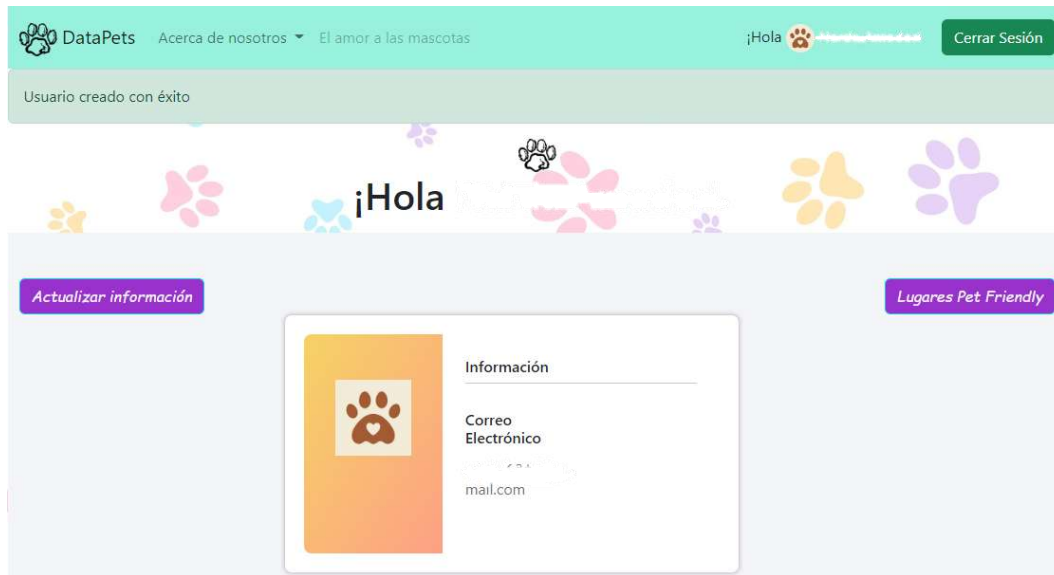 DataPets Acerca de nosotros El amor a las mascotas ¡Hola Cerrar Sesión
Usuario creado con éxito
¡Hola
Actualizar información
Lugares Pet Friendly
Información
Correo
Electrónico
mail.com